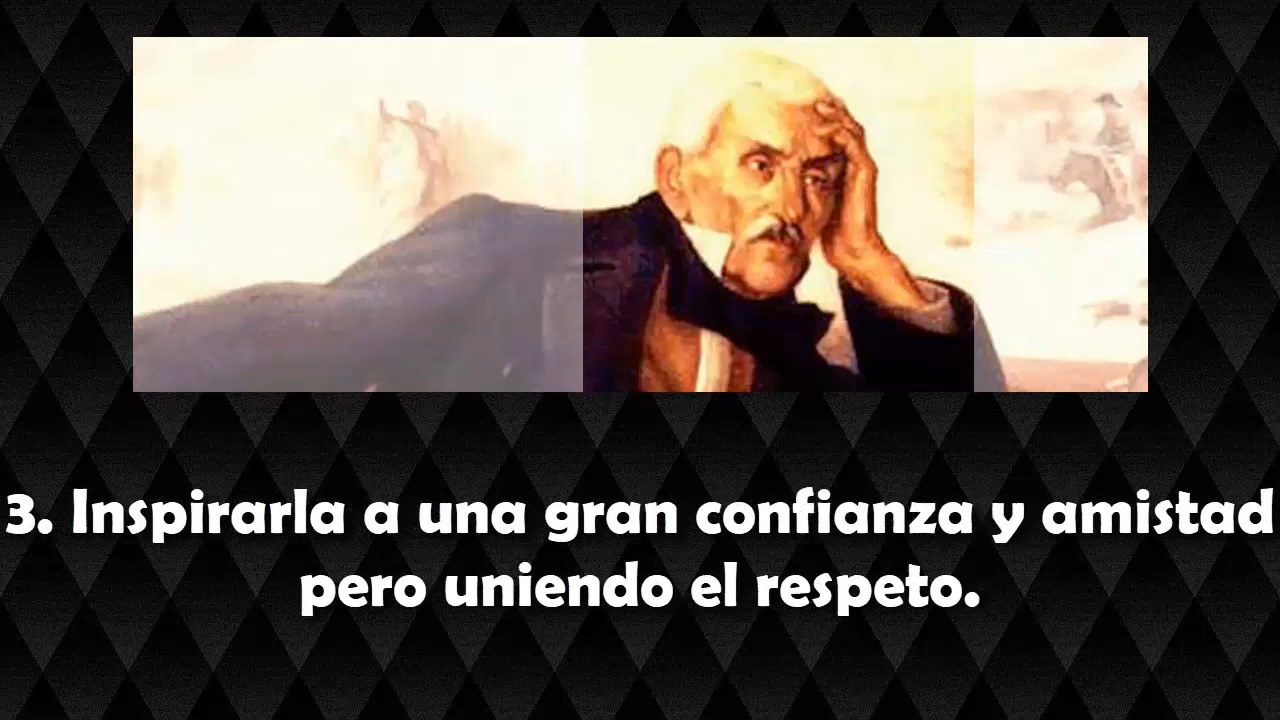 3. Inspirarla a una gran confianza y amistad
pero uniendo el respeto.